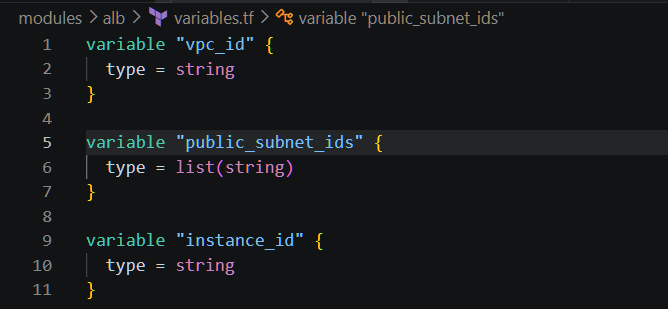 modules > alb > variables.tf > variable "public_subnet_ids"
1 variable "vpc_id" {
2   type = string
3 }
4
5 variable "public_subnet_ids" {
6   type = list(string)
7 }
8
9 variable "instance_id" {
10   type = string
11 }